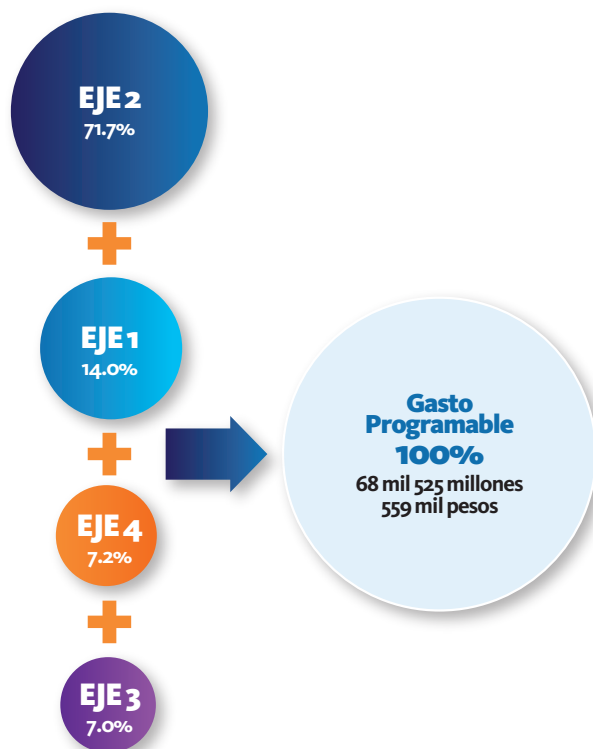 EJE 2
71.7%
+
EJE 1
14.0%
+
EJE 4
7.2%
+
EJE 3
7.0%
Gasto
Programable
100%
68 mil 525 millones
559 mil pesos